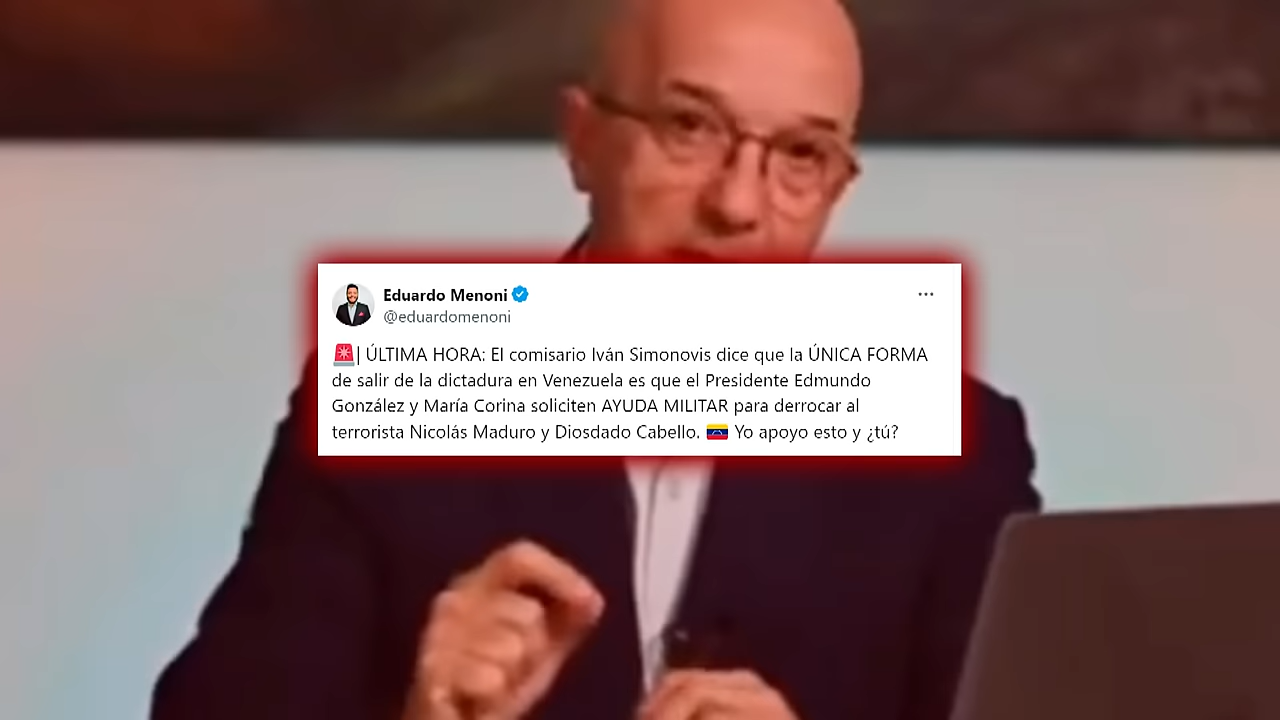 Eduardo Menoni
@eduardomenoni
🚨| ÚLTIMA HORA: El comisario Iván Simonovis dice que la ÚNICA FORMA
de salir de la dictadura en Venezuela es que el Presidente Edmundo
González y María Corina soliciten AYUDA MILITAR para derrocar al
terrorista Nicolás Maduro y Diosdado Cabello. 🇻🇪 Yo apoyo esto y ¿tú?